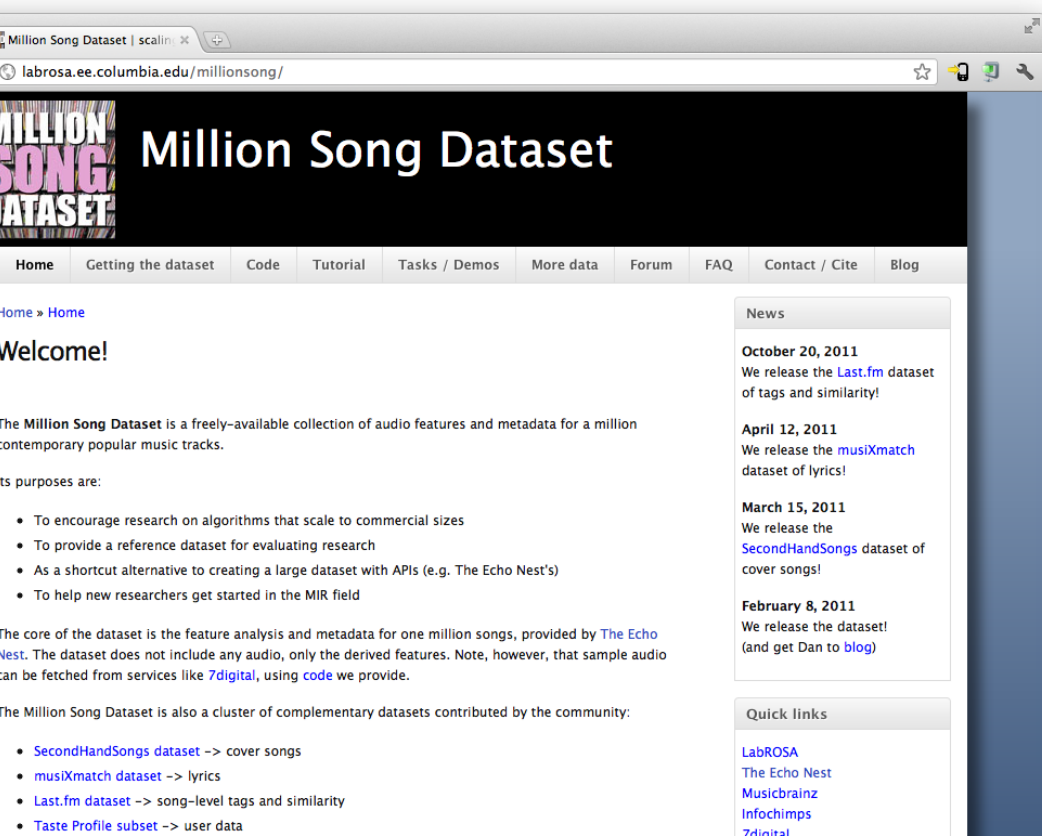 Million Song Dataset | scalin
labrosa.ee.columbia.edu/millionsong/
MILLION
SONG
DATASET
Million Song Dataset
Home
Getting the dataset
Code
Tutorial
Tasks / Demos
More data
Forum
FAQ
Contact / Cite
Blog
Home » Home
Welcome!
The Million Song Dataset is a freely-available collection of audio features and metadata for a million
contemporary popular music tracks.
Its purposes are:
• To encourage research on algorithms that scale to commercial sizes
• To provide a reference dataset for evaluating research
• As a shortcut alternative to creating a large dataset with APIs (e.g. The Echo Nest's)
• To help new researchers get started in the MIR field
The core of the dataset is the feature analysis and metadata for one million songs, provided by The Echo
Nest. The dataset does not include any audio, only the derived features. Note, however, that sample audio
can be fetched from services like 7digital, using code we provide.
The Million Song Dataset is also a cluster of complementary datasets contributed by the community:
• SecondHandSongs dataset -> cover songs
• musiXmatch dataset -> lyrics
• Last.fm dataset -> song-level tags and similarity
• Taste Profile subset -> user data
News
October 20, 2011
We release the Last.fm dataset
of tags and similarity!
April 12, 2011
We release the musiXmatch
dataset of lyrics!
March 15, 2011
We release the
SecondHandSongs dataset of
cover songs!
February 8, 2011
We release the dataset!
(and get Dan to blog)
Quick links
LabROSA
The Echo Nest
Musicbrainz
Infochimps
7digital